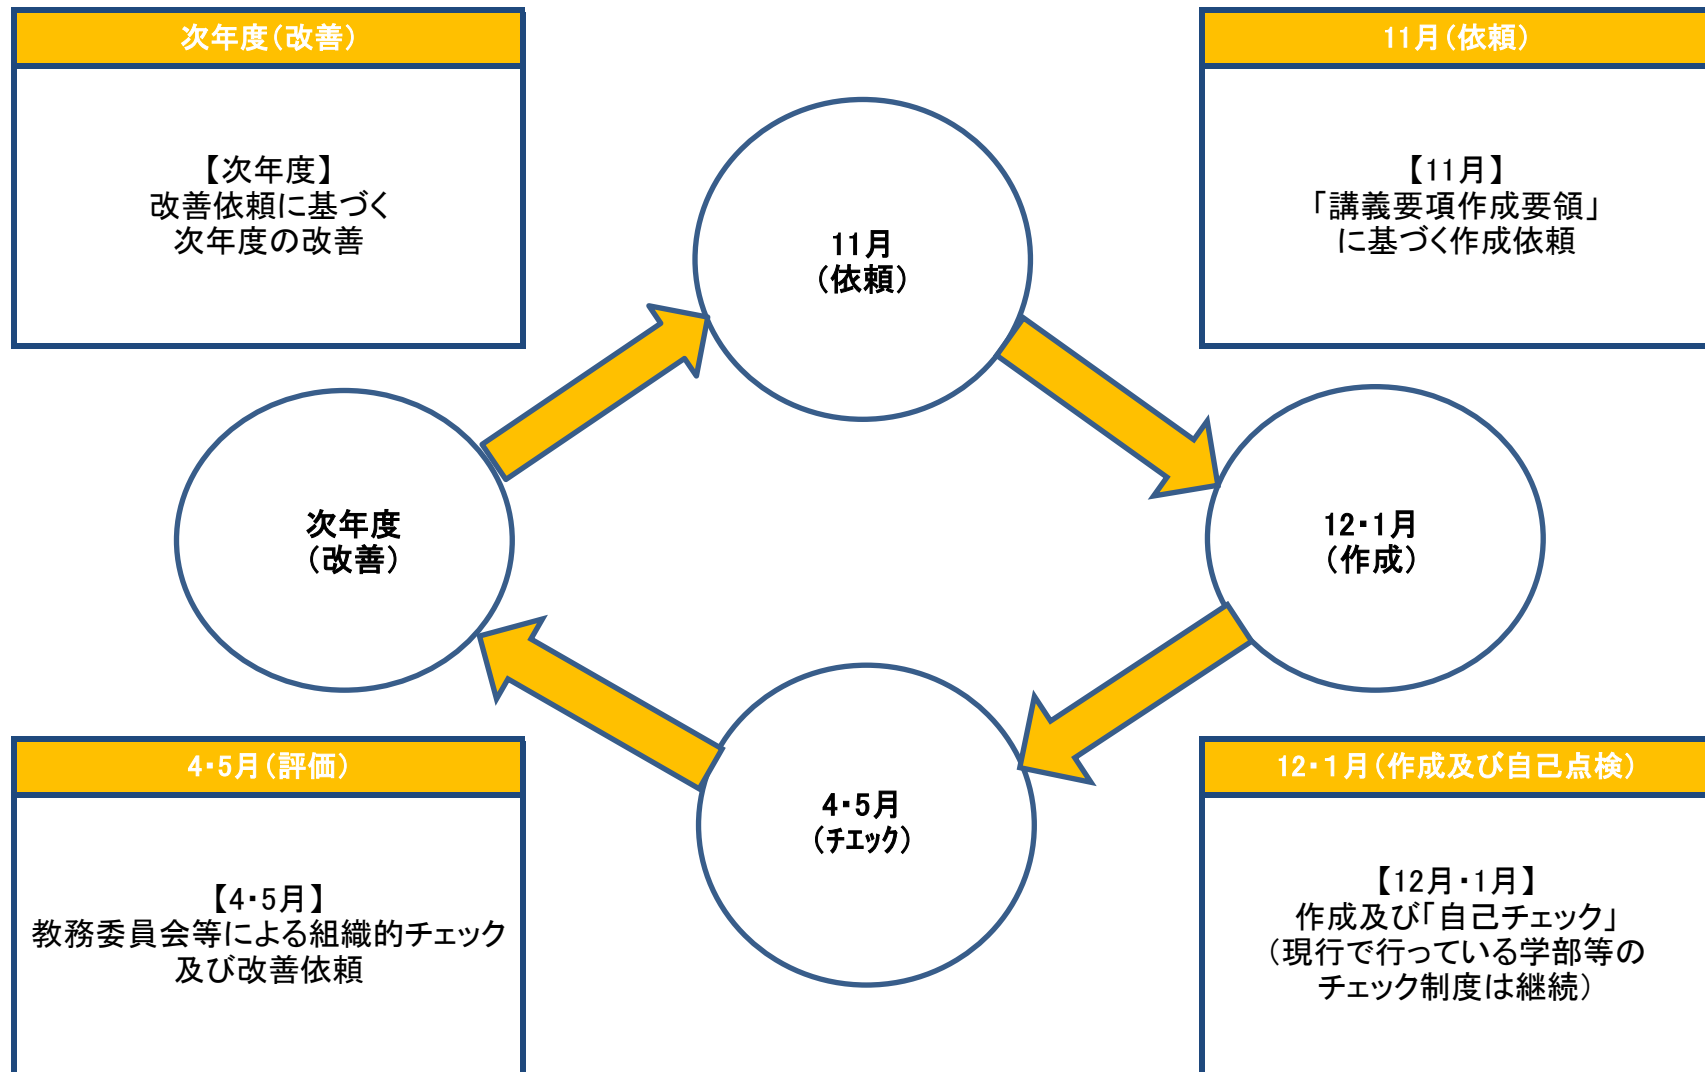 次年度（改善）
【次年度】
改善依頼に基づく
次年度の改善
11月（依頼）
【11月】
「講義要項作成要領」
に基づく作成依頼
11月
（依頼）
次年度
（改善）
12・1月
（作成）
4・5月
（チェック）
4・5月（評価）
【4・5月】
教務委員会等による組織的チェック
及び改善依頼
12・１月（作成及び自己点検）
【12月・1月】
作成及び「自己チェック」
（現行で行っている学部等の
チェック制度は継続）